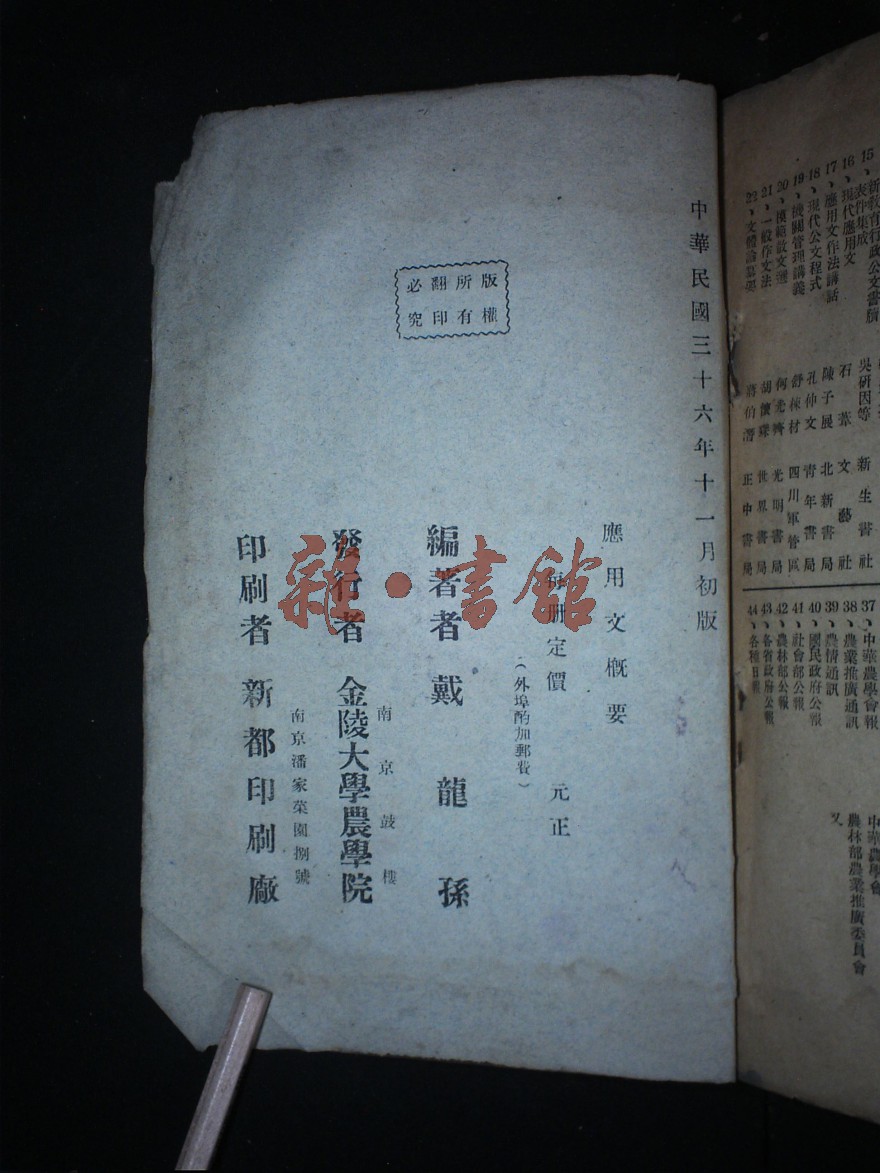 15、新教育行政公文書牘表件集成 吳研因等 新生書社
16、現代應用文 石葦 文藝社
17、應用文作法講話 陳子展 北新書局
18、現代公文程式 孔仲文 青年書局
19、機關管理講義 舒棟材 四川軍管區
20、模範散文選 何光霽 光明書局
21、一般作文法 胡懷琛 世界書局
22、文體論纂要 蔣伯潛 正中書局
37、中華農學會報 中華農學會
38、農業推廣通訊 農林部農業推廣委員會
39、農情通訊 又
40、國民政府公報
41、社會部公報
42、農林部公報
43、各省政府公報
44、各種日報
中華民國三十六年十一月初版
版權所有
翻印必究
應用文概要
每冊定價 元正
(外埠酌加郵費)
編著者 戴龍孫
發行者 金陵大學農學院
南京鼓樓
印刷者 新都印刷廠
南京潘家菜園捌號
雜·書館